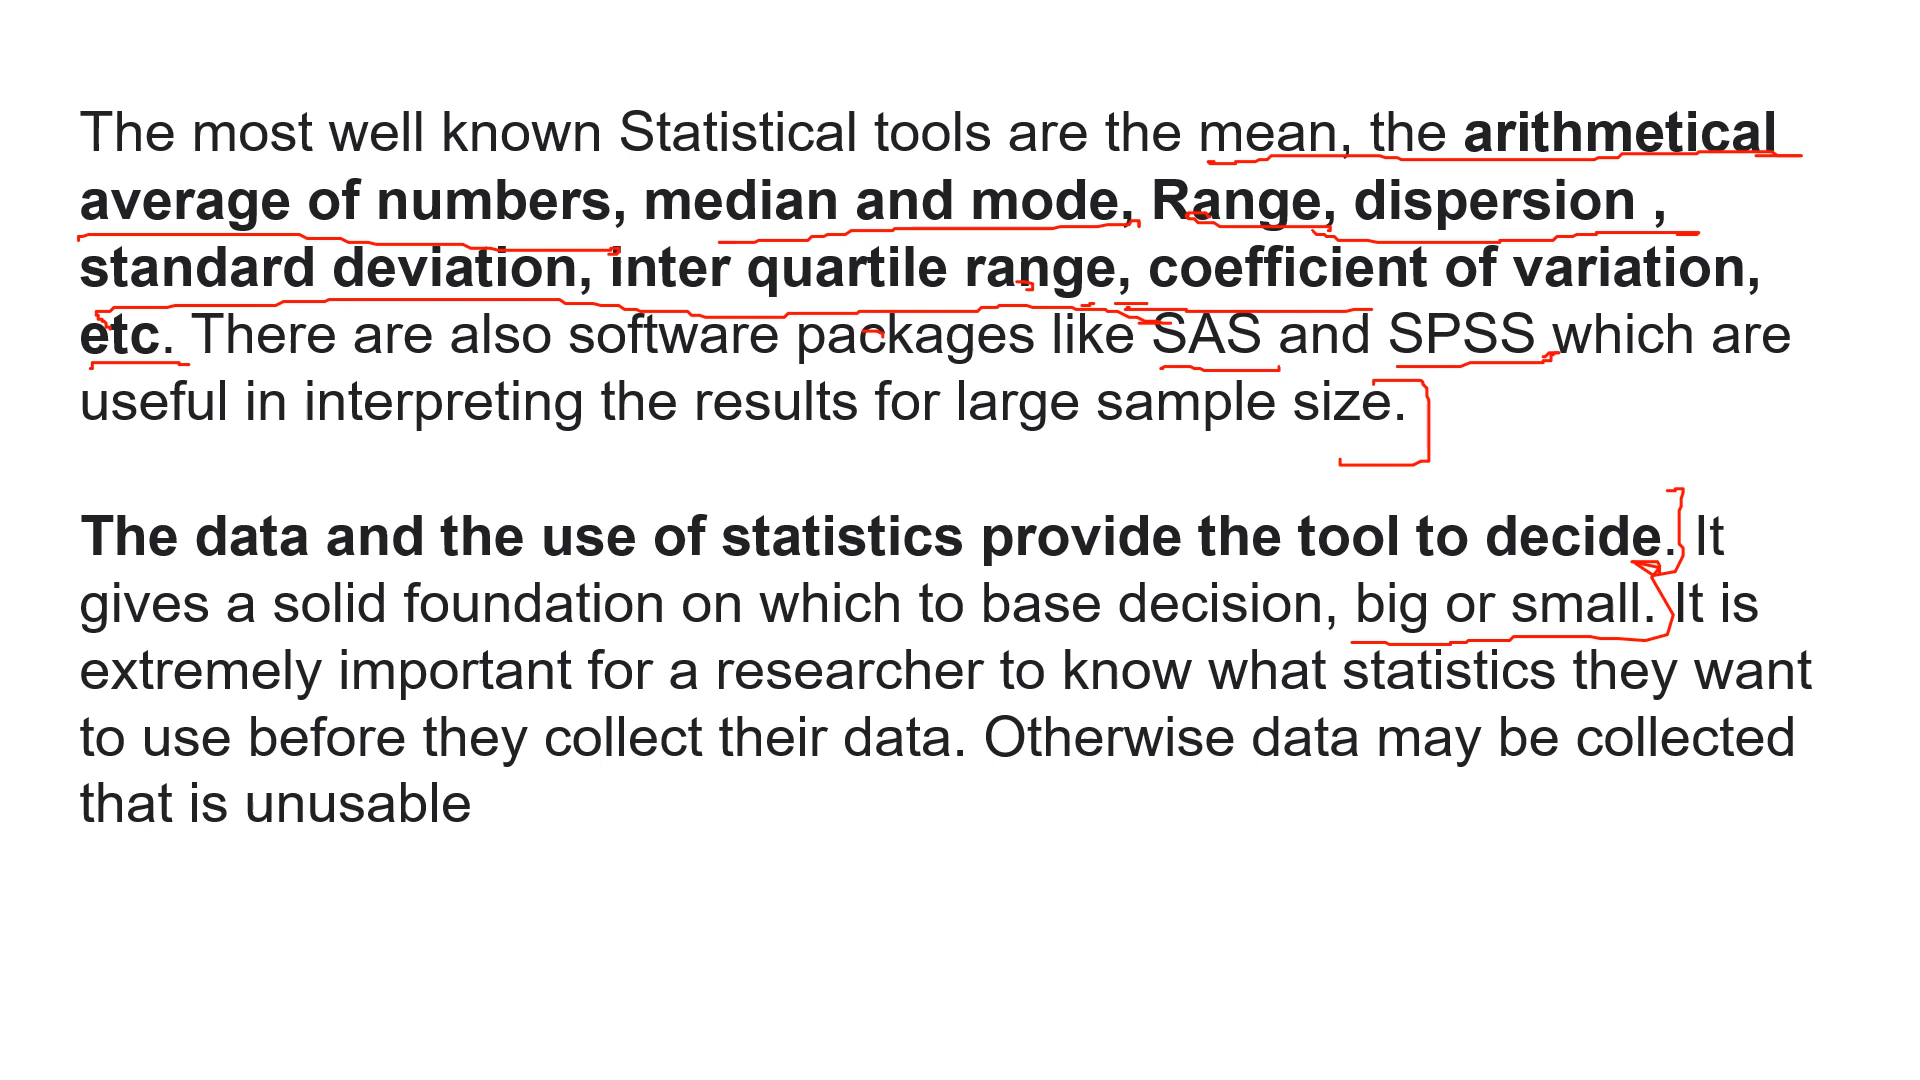 The most well known Statistical tools are the mean, the arithmetical
average of numbers, median and mode, Range, dispersion ,
standard deviation, inter quartile range, coefficient of variation,
etc. There are also software packages like SAS and SPSS which are
useful in interpreting the results for large sample size.
The data and the use of statistics provide the tool to decide. It
gives a solid foundation on which to base decision, big or small. It is
extremely important for a researcher to know what statistics they want
to use before they collect their data. Otherwise data may be collected
that is unusable